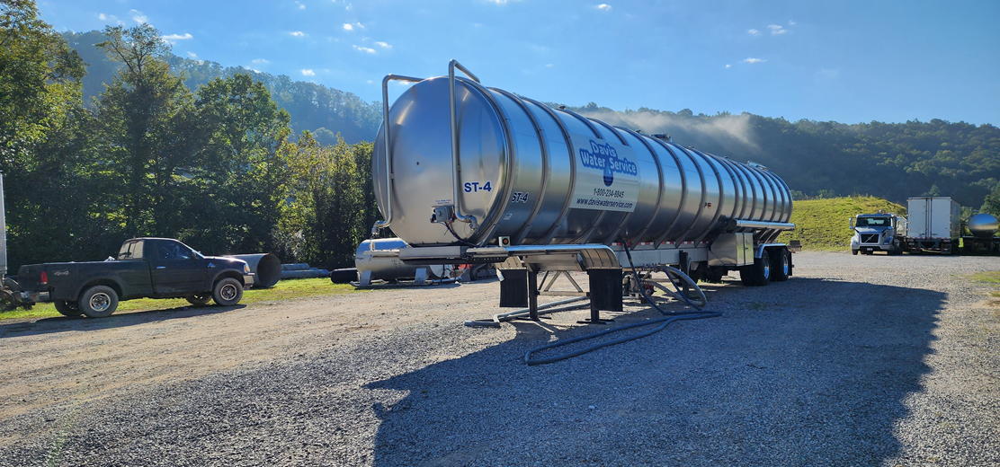 Davis
Water Service
1-800-234-8845
www.daviswaterservice.com
ST-4
ST-4